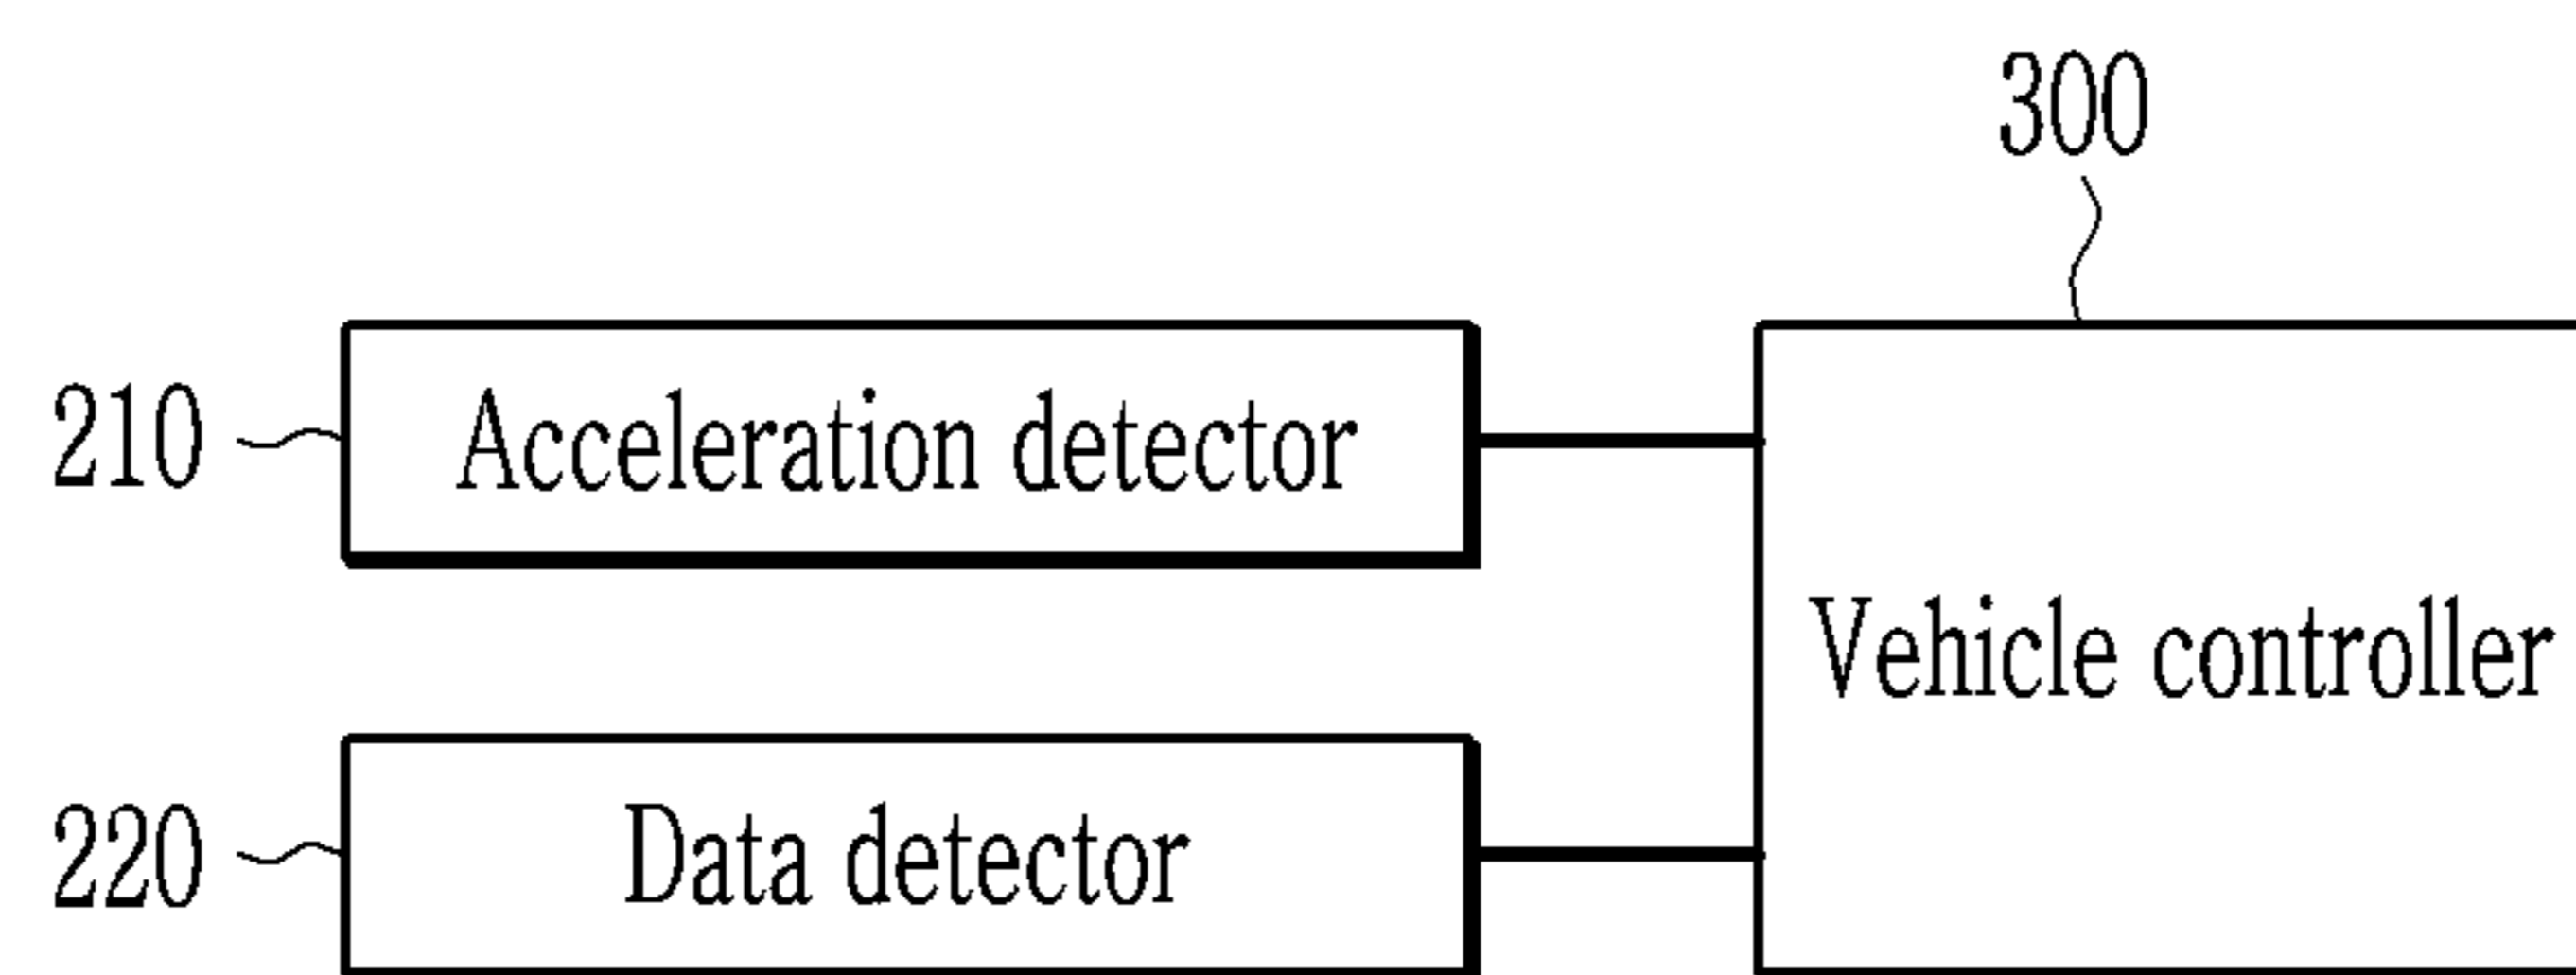 300
210
Acceleration detector
Vehicle controller
220
Data detector